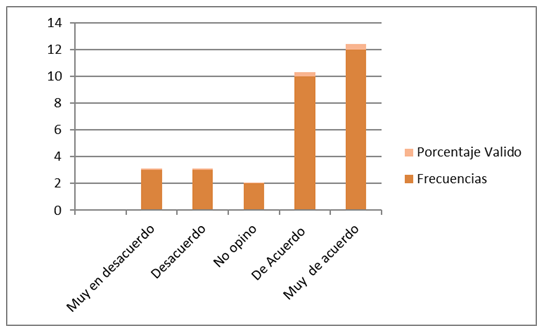 14
12
10
8
6
4
2
0
Muy en desacuerdo
Desacuerdo
No opino
De Acuerdo
Muy de acuerdo
Porcentaje Valido
Frecuencias